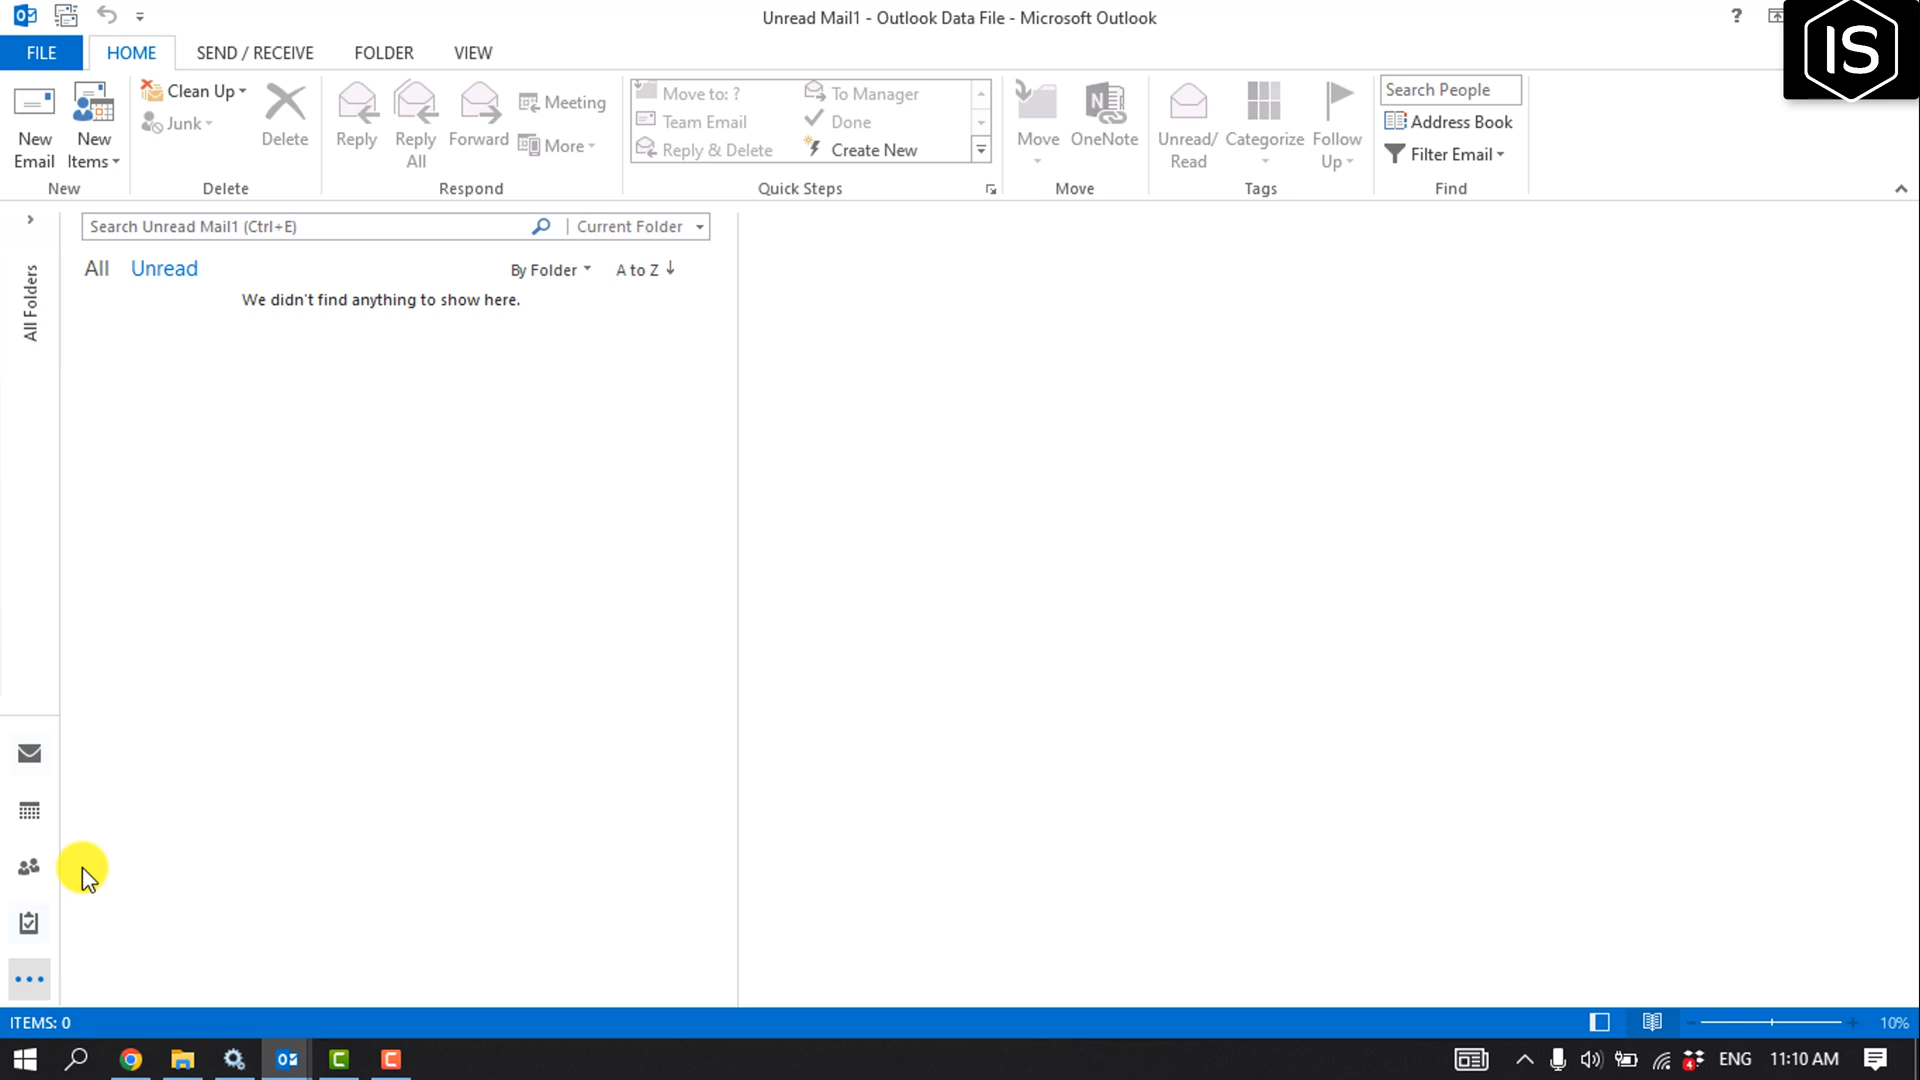 Unread Mail1 - Outlook Data File - Microsoft Outlook
?
IS
FILE
HOME
SEND / RECEIVE
FOLDER
VIEW
New Email
New Items
New
Clean Up
Junk
Delete
Delete
Reply
Reply All
Forward
Meeting
More
Respond
Move to: ?
Team Email
Reply & Delete
To Manager
Done
Create New
Quick Steps
Move
OneNote
Move
Unread/ Read
Categorize
Follow Up
Tags
Search People
Address Book
Filter Email
Find
Search Unread Mail1 (Ctrl+E)
Current Folder
All Folders
All
Unread
By Folder
A to Z
We didn't find anything to show here.
ITEMS: 0
10%
ENG
11:10 AM